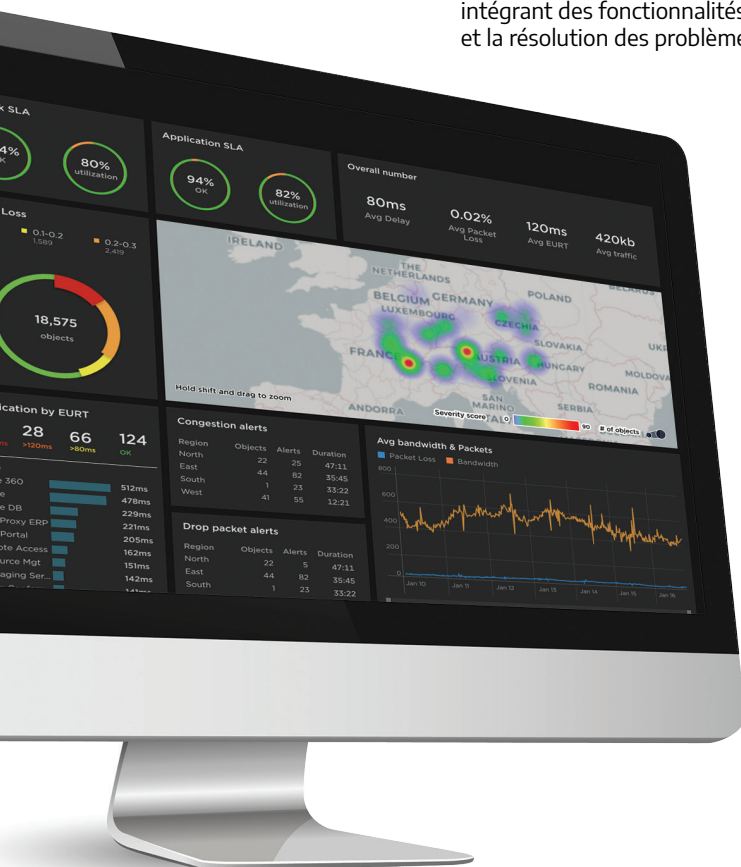 intégrant des fonctionnalités
et la résolution des problème
k SLA
4%
K
80%
utilization
Application SLA
94%
OK
82%
utilization
Overall number
80ms
Avg Delay
0.02%
Avg Packet
Loss
120ms
Avg EURT
420kb
Avg traffic
Loss
0.1-0.2
1,589
0.2-0.3
2,419
18,575
objects
IRELAND
THE
NETHERLANDS
BELGIUM
GERMANY
POLAND
BELARUS
LUXEMBOURG
CZECHIA
SLOVAKIA
UKR
FRANCE
AUSTRIA
HUNGARY
MOLDOVA
SLOVENIA
ROMANIA
SAN
MARINO
SERBIA
ANDORRA
ITALY
Hold shift and drag to zoom
Severity score
0
90
# of objects
ication by EURT
ms
28
>120ms
66
>80ms
124
OK
e 360
512ms
e
478ms
e DB
229ms
Proxy ERP
221ms
Portal
205ms
ote Access
162ms
urce Mgt
151ms
aging Ser...
142ms
141ms
Congestion alerts
Region Objects Alerts Duration
North 22 25 47:11
East 44 82 35:45
South 1 23 33:22
West 41 55 12:21
Drop packet alerts
Region Objects Alerts Duration
North 22 5 47:11
East 44 82 35:45
South 1 23 33:22
Avg bandwidth & Packets
Packet Loss Bandwidth
800
600
400
200
0
Jan 10 Jan 11 Jan 12 Jan 13 Jan 14 Jan 15 Jan 16